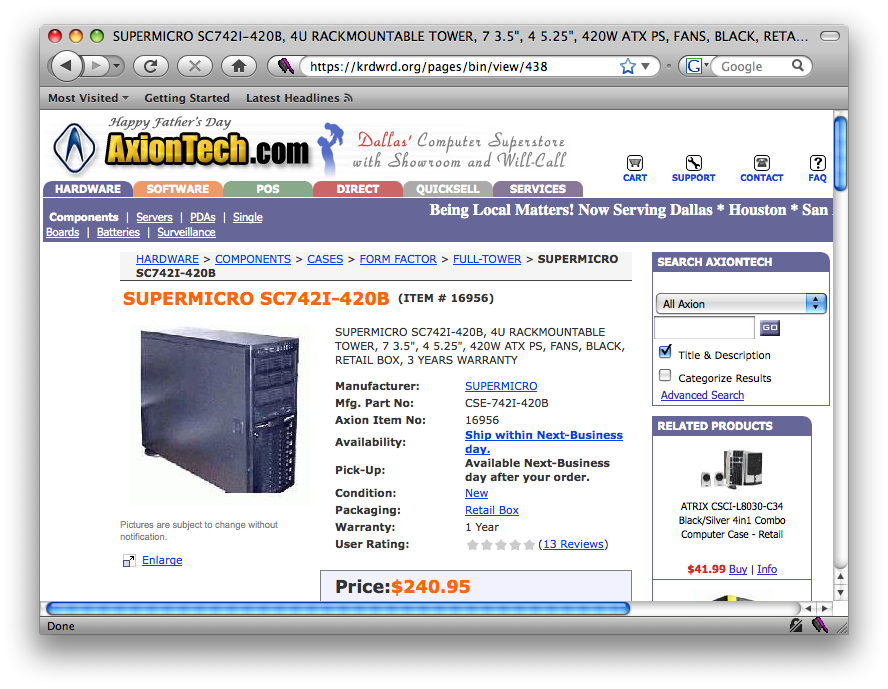 SUPERMICRO SC742I-420B, 4U RACKMOUNTABLE TOWER, 7 3.5", 4 5.25", 420W ATX PS, FANS, BLACK, RETA...
https://krdwrd.org/pages/bin/view/438
G
Google
Most Visited
Getting Started
Latest Headlines
Happy Father's Day
AxionTech.com
Dallas' Computer Superstore
with Showroom and Will-Call
CART
SUPPORT
CONTACT
FAQ
HARDWARE
SOFTWARE
POS
DIRECT
QUICKSELL
SERVICES
Components | Servers | PDAs | Single
Boards | Batteries | Surveillance
Being Local Matters! Now Serving Dallas * Houston * San
HARDWARE > COMPONENTS > CASES > FORM FACTOR > FULL-TOWER > SUPERMICRO
SC742I-420B
SUPERMICRO SC742I-420B (ITEM # 16956)
SUPERMICRO SC742I-420B, 4U RACKMOUNTABLE
TOWER, 7 3.5", 4 5.25", 420W ATX PS, FANS, BLACK,
RETAIL BOX, 3 YEARS WARRANTY
Manufacturer: SUPERMICRO
Mfg. Part No: CSE-742I-420B
Axion Item No: 16956
Availability: Ship within Next-Business
day.
Pick-Up: Available Next-Business
day after your order.
Condition: New
Packaging: Retail Box
Warranty: 1 Year
User Rating: (13 Reviews)
Pictures are subject to change without
notification.
Enlarge
Price:$240.95
SEARCH AXIONTECH
All Axion
GO
Title & Description
Categorize Results
Advanced Search
RELATED PRODUCTS
ATRIX CSCI-L8030-C34
Black/Silver 4in1 Combo
Computer Case - Retail
$41.99 Buy | Info
Done